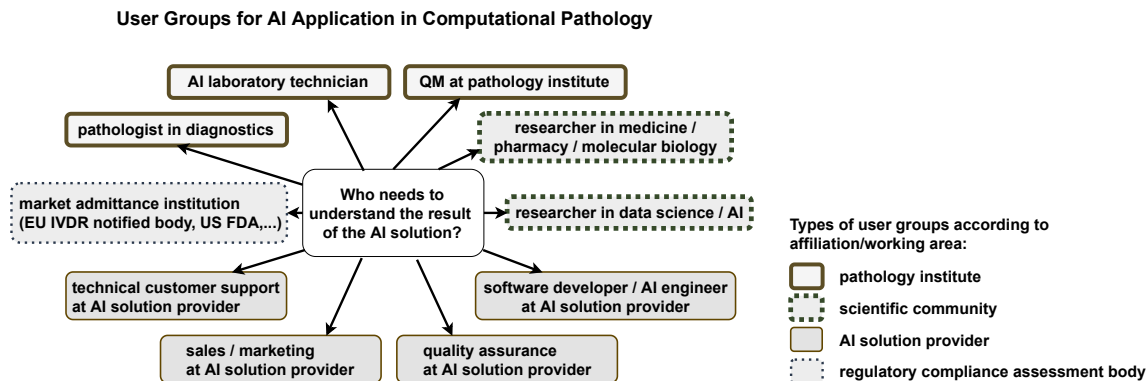 User Groups for AI Application in Computational Pathology
AI laboratory technician
QM at pathology institute
pathologist in diagnostics
researcher in medicine /
pharmacy / molecular biology
market admittance institution
(EU IVDR notified body, US FDA,...)
Who needs to
understand the result
of the AI solution?
researcher in data science / AI
technical customer support
at AI solution provider
software developer / AI engineer
at AI solution provider
sales / marketing
at AI solution provider
quality assurance
at AI solution provider
Types of user groups according to
affiliation/working area:
pathology institute
scientific community
AI solution provider
regulatory compliance assessment body